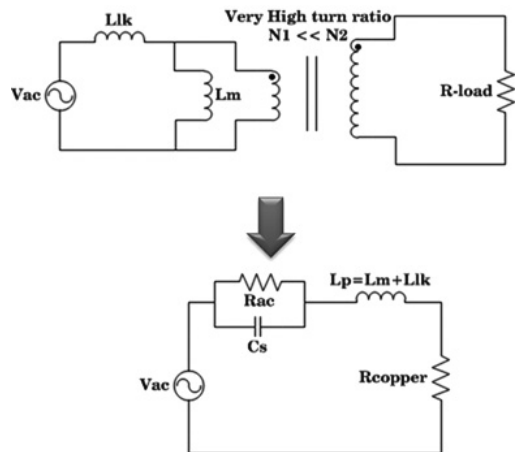 Llk
Very High turn ratio
N1 << N2
Vac
Lm
R-load
Lp=Lm+Llk
Rac
Cs
Vac
Rcopper